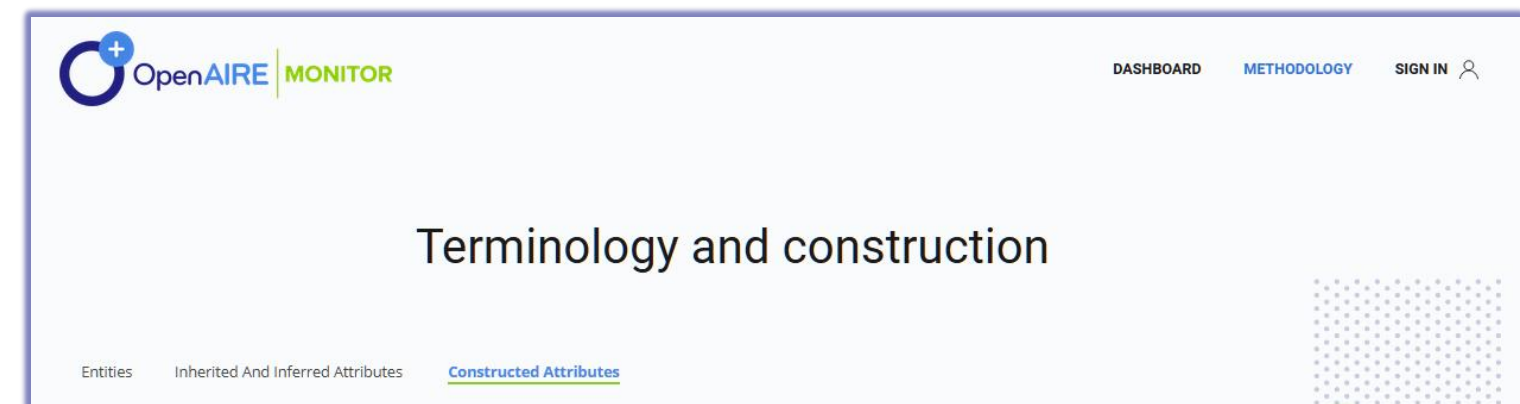 OpenAIRE MONITOR DASHBOARD METHODOLOGY SIGN IN
Terminology and construction
Entities Inherited And Inferred Attributes Constructed Attributes